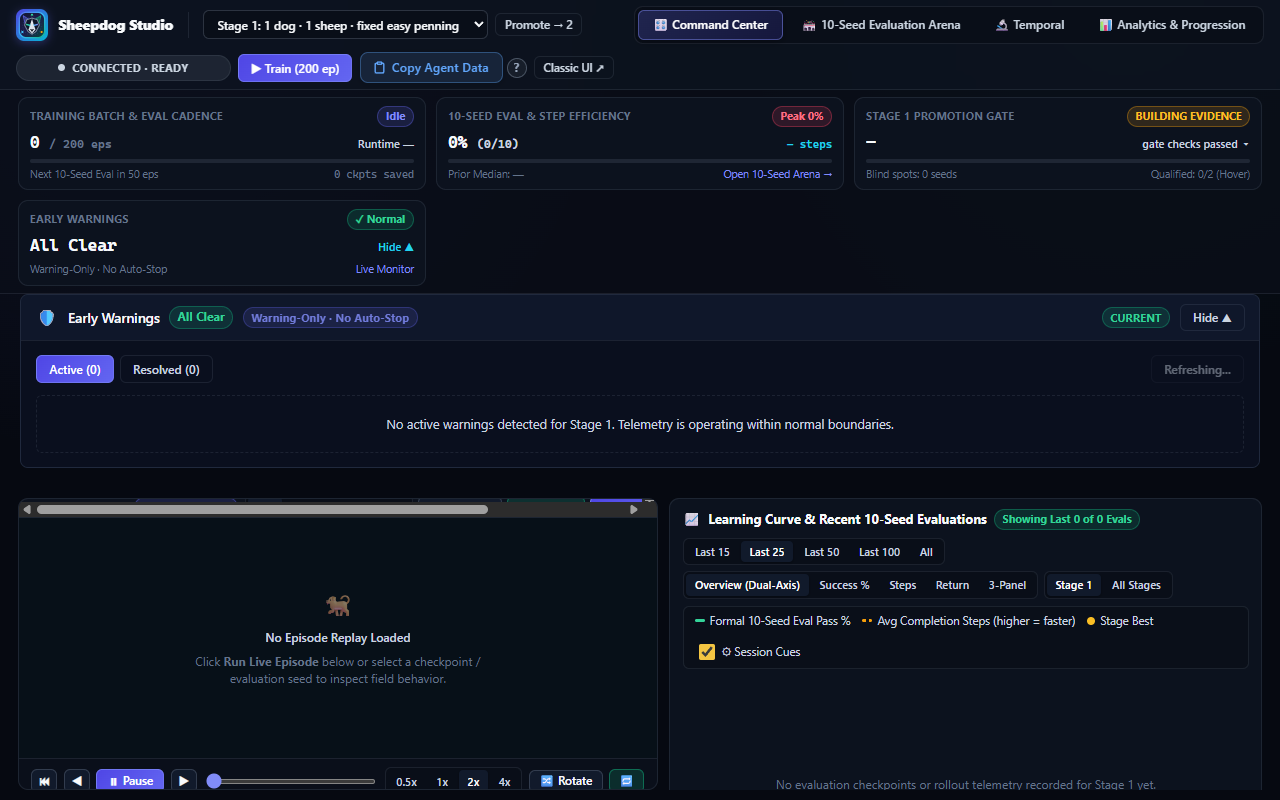 Sheepdog Studio
Stage 1: 1 dog · 1 sheep · fixed easy penning
Promote → 2
Command Center
10-Seed Evaluation Arena
Temporal
Analytics & Progression
● CONNECTED · READY
▶ Train (200 ep)
Copy Agent Data
?
Classic UI ↗
TRAINING BATCH & EVAL CADENCE
Idle
0 / 200 eps
Runtime —
Next 10-Seed Eval in 50 eps
0 ckpts saved
10-SEED EVAL & STEP EFFICIENCY
Peak 0%
0% (0/10)
— steps
Prior Median: —
Open 10-Seed Arena →
STAGE 1 PROMOTION GATE
BUILDING EVIDENCE
—
gate checks passed
Blind spots: 0 seeds
Qualified: 0/2 (Hover)
EARLY WARNINGS
✓ Normal
All Clear
Hide ▲
Warning-Only · No Auto-Stop
Live Monitor
Early Warnings
All Clear
Warning-Only · No Auto-Stop
CURRENT
Hide ▲
Active (0)
Resolved (0)
Refreshing...
No active warnings detected for Stage 1. Telemetry is operating within normal boundaries.
No Episode Replay Loaded
Click Run Live Episode below or select a checkpoint /
evaluation seed to inspect field behavior.
Pause
0.5x
1x
2x
4x
Rotate
Learning Curve & Recent 10-Seed Evaluations
Showing Last 0 of 0 Evals
Last 15
Last 25
Last 50
Last 100
All
Overview (Dual-Axis)
Success %
Steps
Return
3-Panel
Stage 1
All Stages
Formal 10-Seed Eval Pass %
Avg Completion Steps (higher = faster)
Stage Best
Session Cues
No evaluation checkpoints or rollout telemetry recorded for Stage 1 yet.